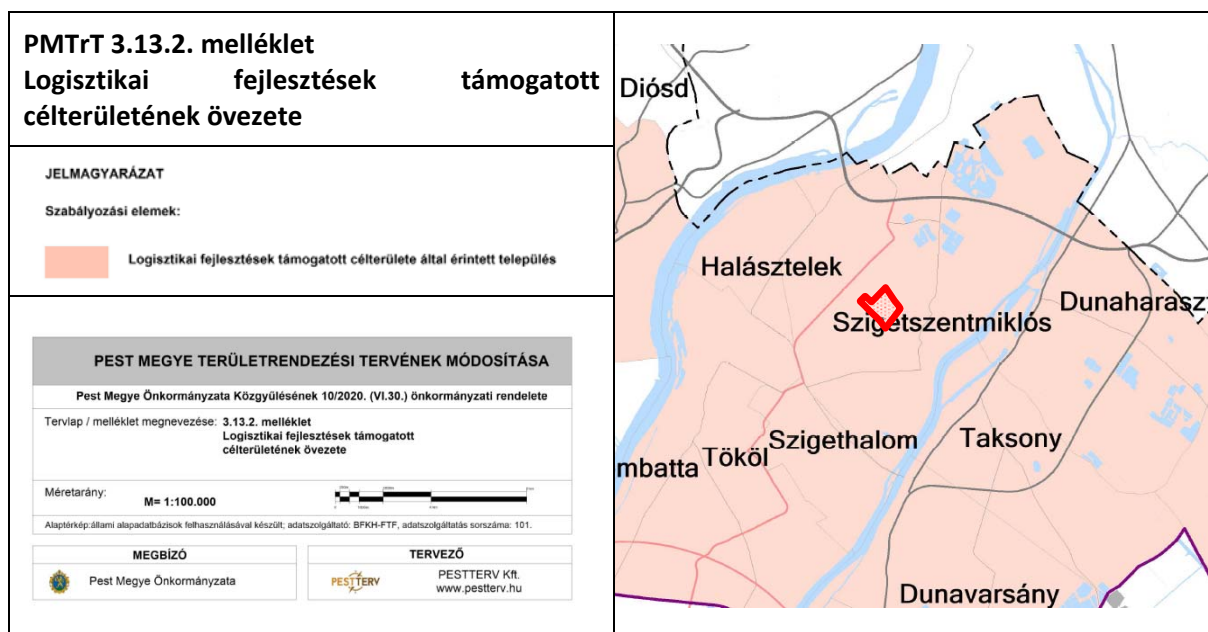 PMTrT 3.13.2. melléklet
Logisztikai fejlesztések támogatott
célterületének övezete
JELMAGYARÁZAT
Szabályozási elemek:
Logisztikai fejlesztések támogatott célterülete által érintett település
PEST MEGYE TERÜLETRENDEZÉSI TERVÉNEK MÓDOSÍTÁSA
Pest Megye Önkormányzata Közgyűlésének 10/2020. (VI.30.) önkormányzati rendelete
Tervlap / melléklet megnevezése: 3.13.2. melléklet
Logisztikai fejlesztések támogatott
célterületének övezete
Méretarány:
M= 1:100.000
Alaptérkép:állami alapadatbázisok felhasználásával készült; adatszolgáltató: BFKH-FTF, adatszolgáltatás sorszáma: 101.
MEGBÍZÓ
Pest Megye Önkormányzata
TERVEZŐ
PESTTERV
PESTTERV Kft.
www.pestterv.hu
Diósd
Halásztelek
Dunaharaszt
Szigetszentmiklós
Szigethalom
Taksony
mbatta
Tököl
Dunavarsány